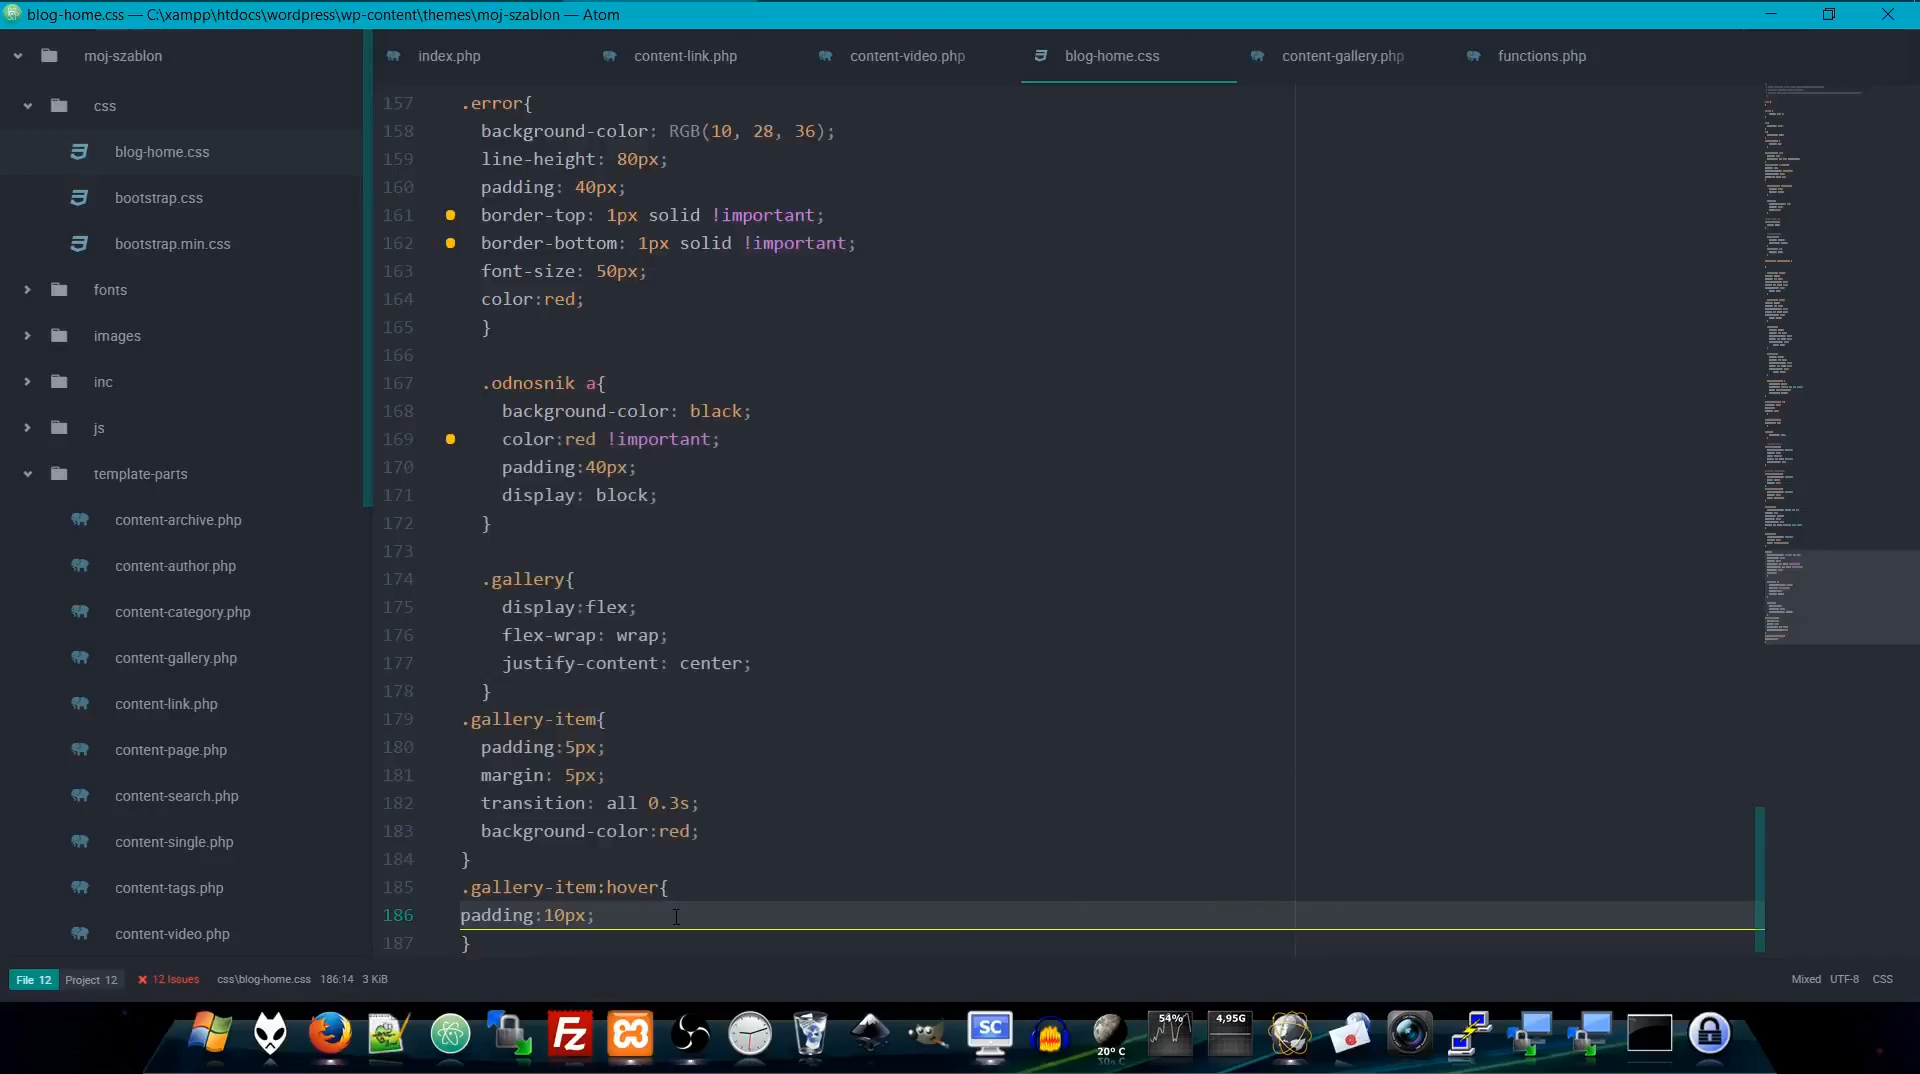 blog-home.css — C:\xampp\htdocs\wordpress\wp-content\themes\moj-szablon — Atom
moj-szablon
index.php
content-link.php
content-video.php
blog-home.css
content-gallery.php
functions.php
css
blog-home.css
bootstrap.css
bootstrap.min.css
fonts
images
inc
js
template-parts
content-archive.php
content-author.php
content-category.php
content-gallery.php
content-link.php
content-page.php
content-search.php
content-single.php
content-tags.php
content-video.php
157 .error{
158 background-color: RGB(10, 28, 36);
159 line-height: 80px;
160 padding: 40px;
161 border-top: 1px solid !important;
162 border-bottom: 1px solid !important;
163 font-size: 50px;
164 color:red;
165 }
166
167 .odnosnik a{
168 background-color: black;
169 color:red !important;
170 padding:40px;
171 display: block;
172 }
173
174 .gallery{
175 display:flex;
176 flex-wrap: wrap;
177 justify-content: center;
178 }
179 .gallery-item{
180 padding:5px;
181 margin: 5px;
182 transition: all 0.3s;
183 background-color:red;
184 }
185 .gallery-item:hover{
186 padding:10px;
187 }
File 12 Project 12 12 Issues css\blog-home.css 186:14 3 KiB Mixed UTF-8 CSS
Fz SC 20° C 54% 4,95G